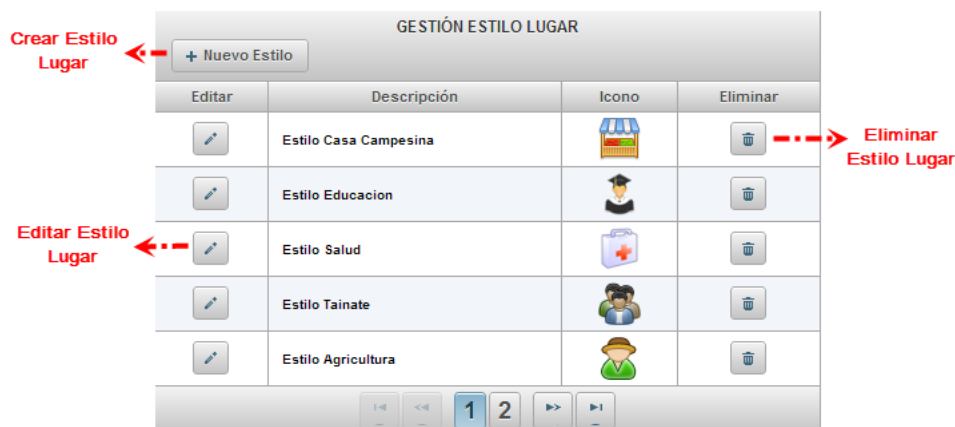 GESTIÓN ESTILO LUGAR
Crear Estilo
Lugar
+ Nuevo Estilo
Editar Descripción Icono Eliminar
Estilo Casa Campesina
Eliminar
Estilo Lugar
Estilo Educacion
Editar Estilo
Lugar
Estilo Salud
Estilo Tainate
Estilo Agricultura
1 2